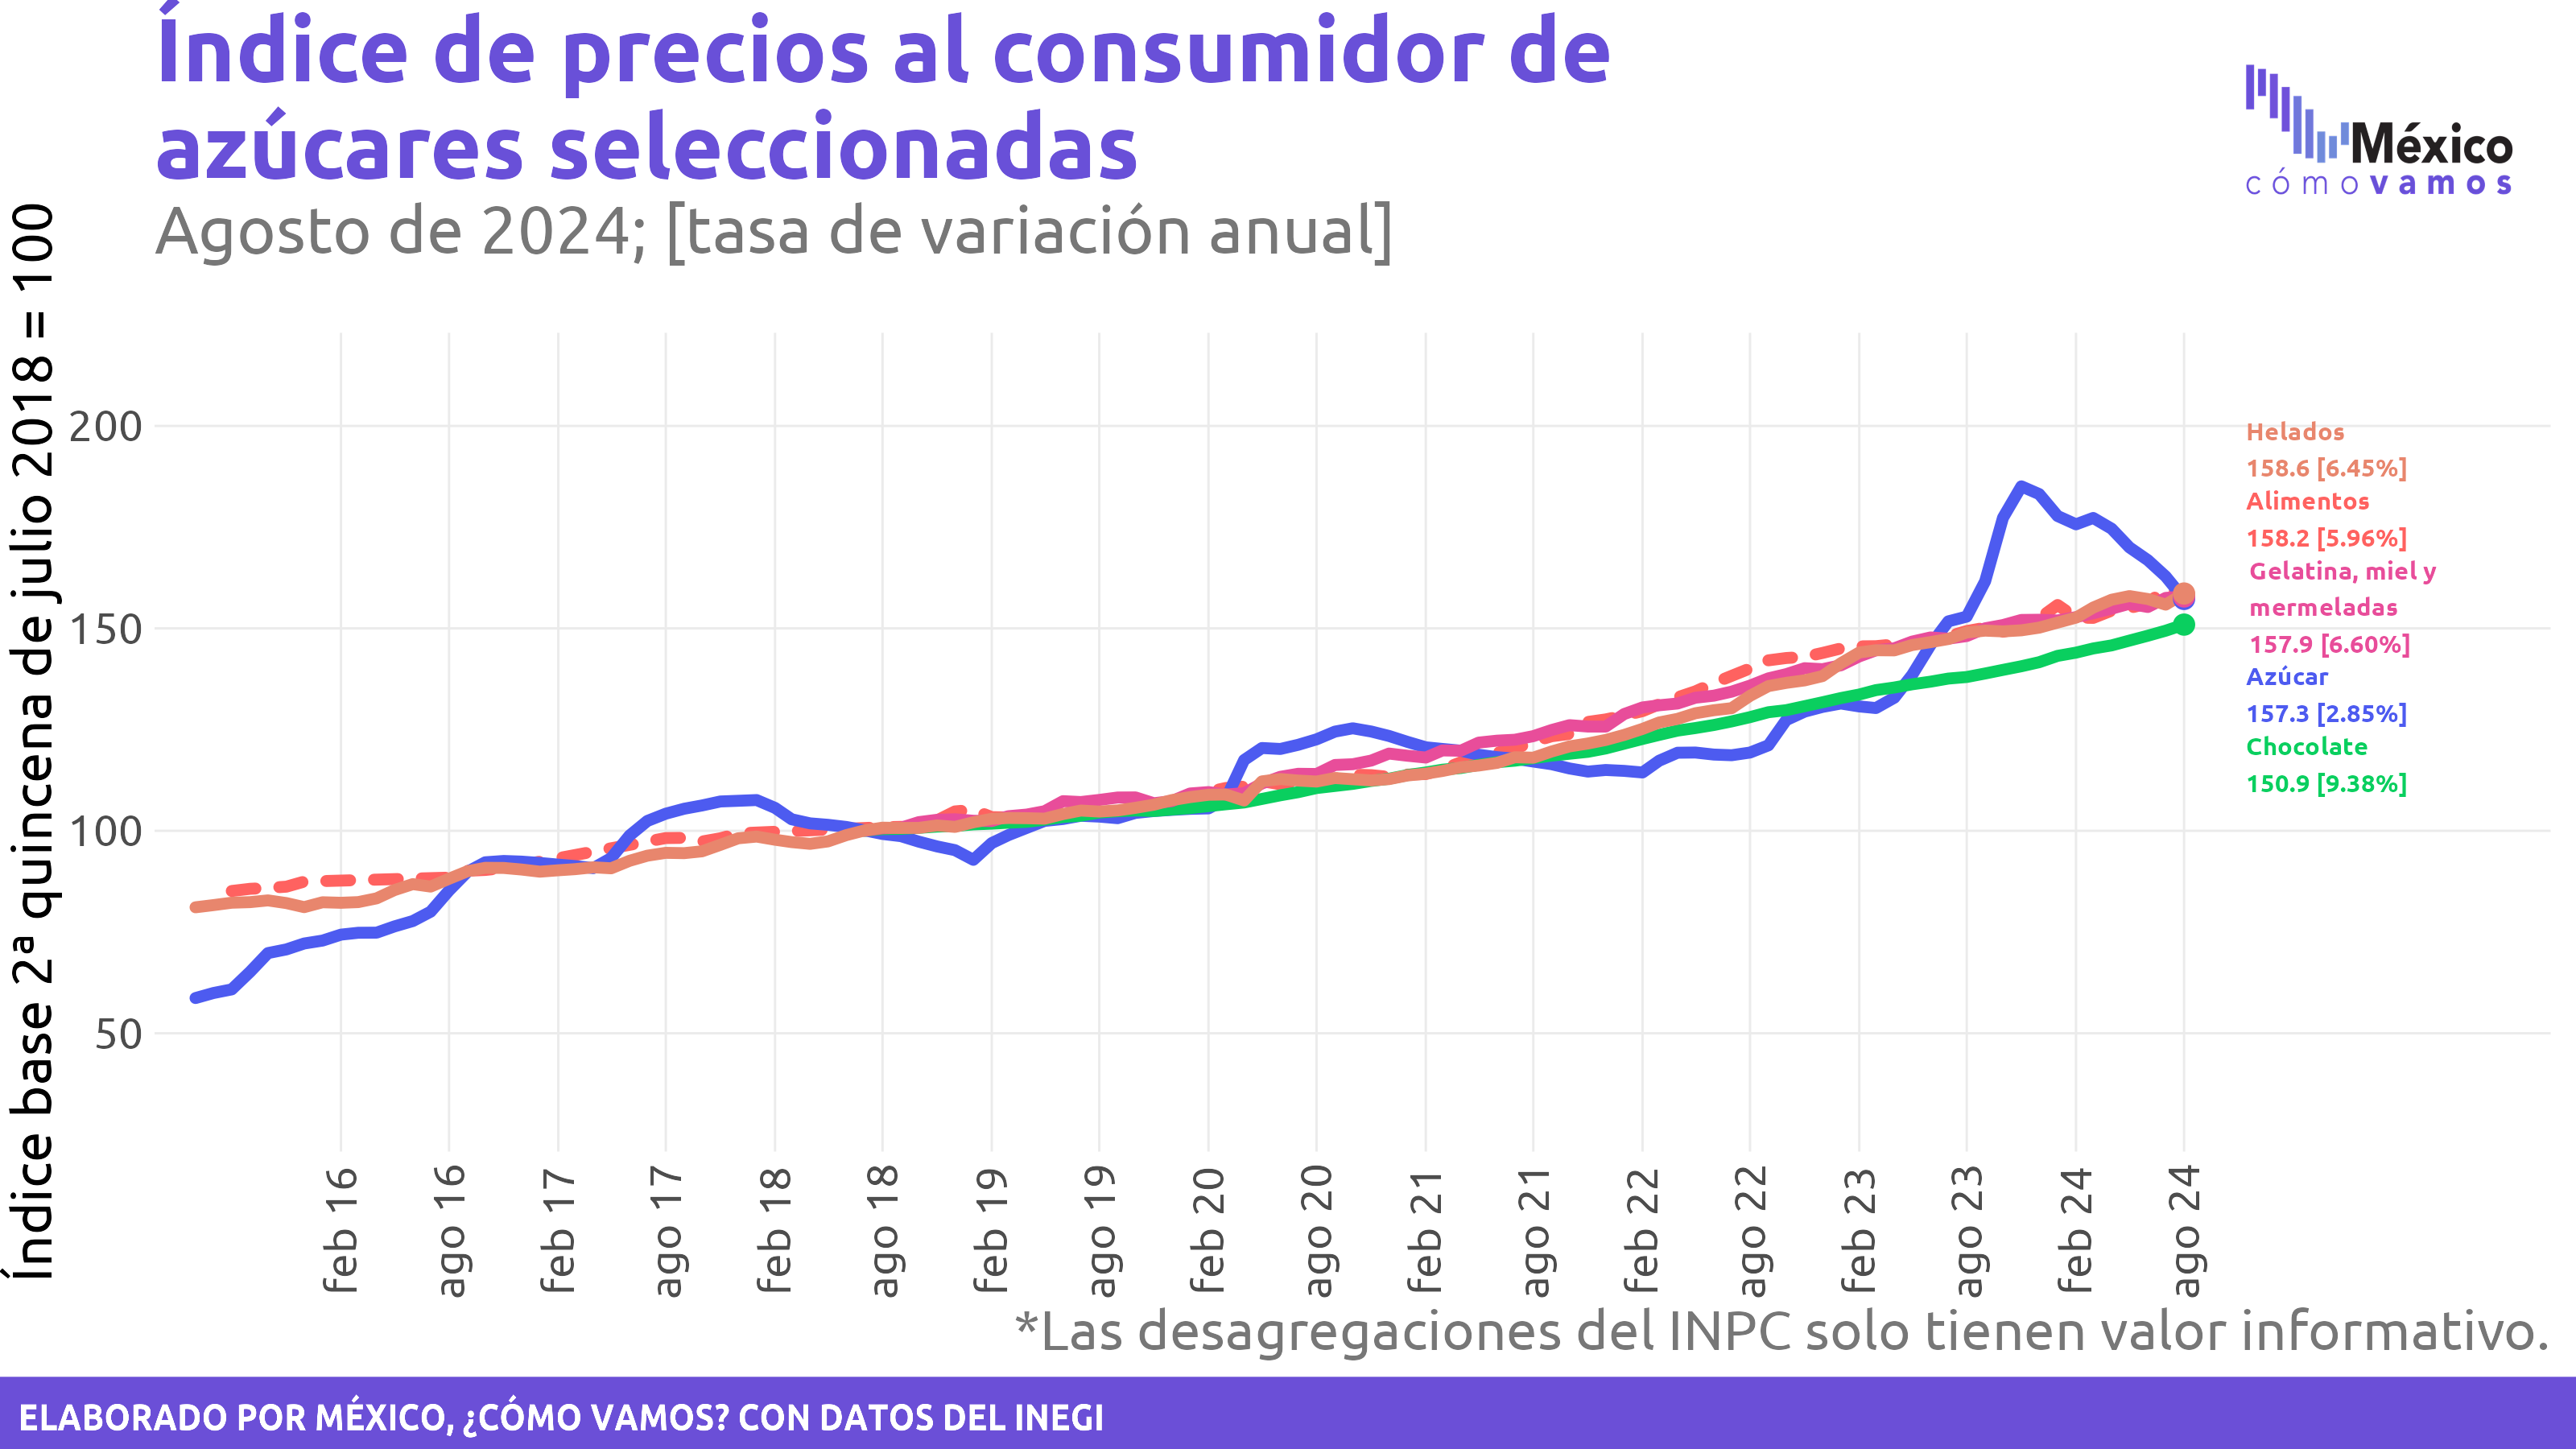 Índice de precios al consumidor de
azúcares seleccionadas
Agosto de 2024; [tasa de variación anual]
México
cómo vamos
Índice base 2ª quincena de julio 2018 = 100
200
150
100
50
Helados
158.6 [6.45%]
Alimentos
158.2 [5.96%]
Gelatina, miel y
mermeladas
157.9 [6.60%]
Azúcar
157.3 [2.85%]
Chocolate
150.9 [9.38%]
feb 16
ago 16
feb 17
ago 17
feb 18
ago 18
feb 19
ago 19
feb 20
ago 20
feb 21
ago 21
feb 22
ago 22
feb 23
ago 23
feb 24
ago 24
*Las desagregaciones del INPC solo tienen valor informativo.
ELABORADO POR MÉXICO, ¿CÓMO VAMOS? CON DATOS DEL INEGI